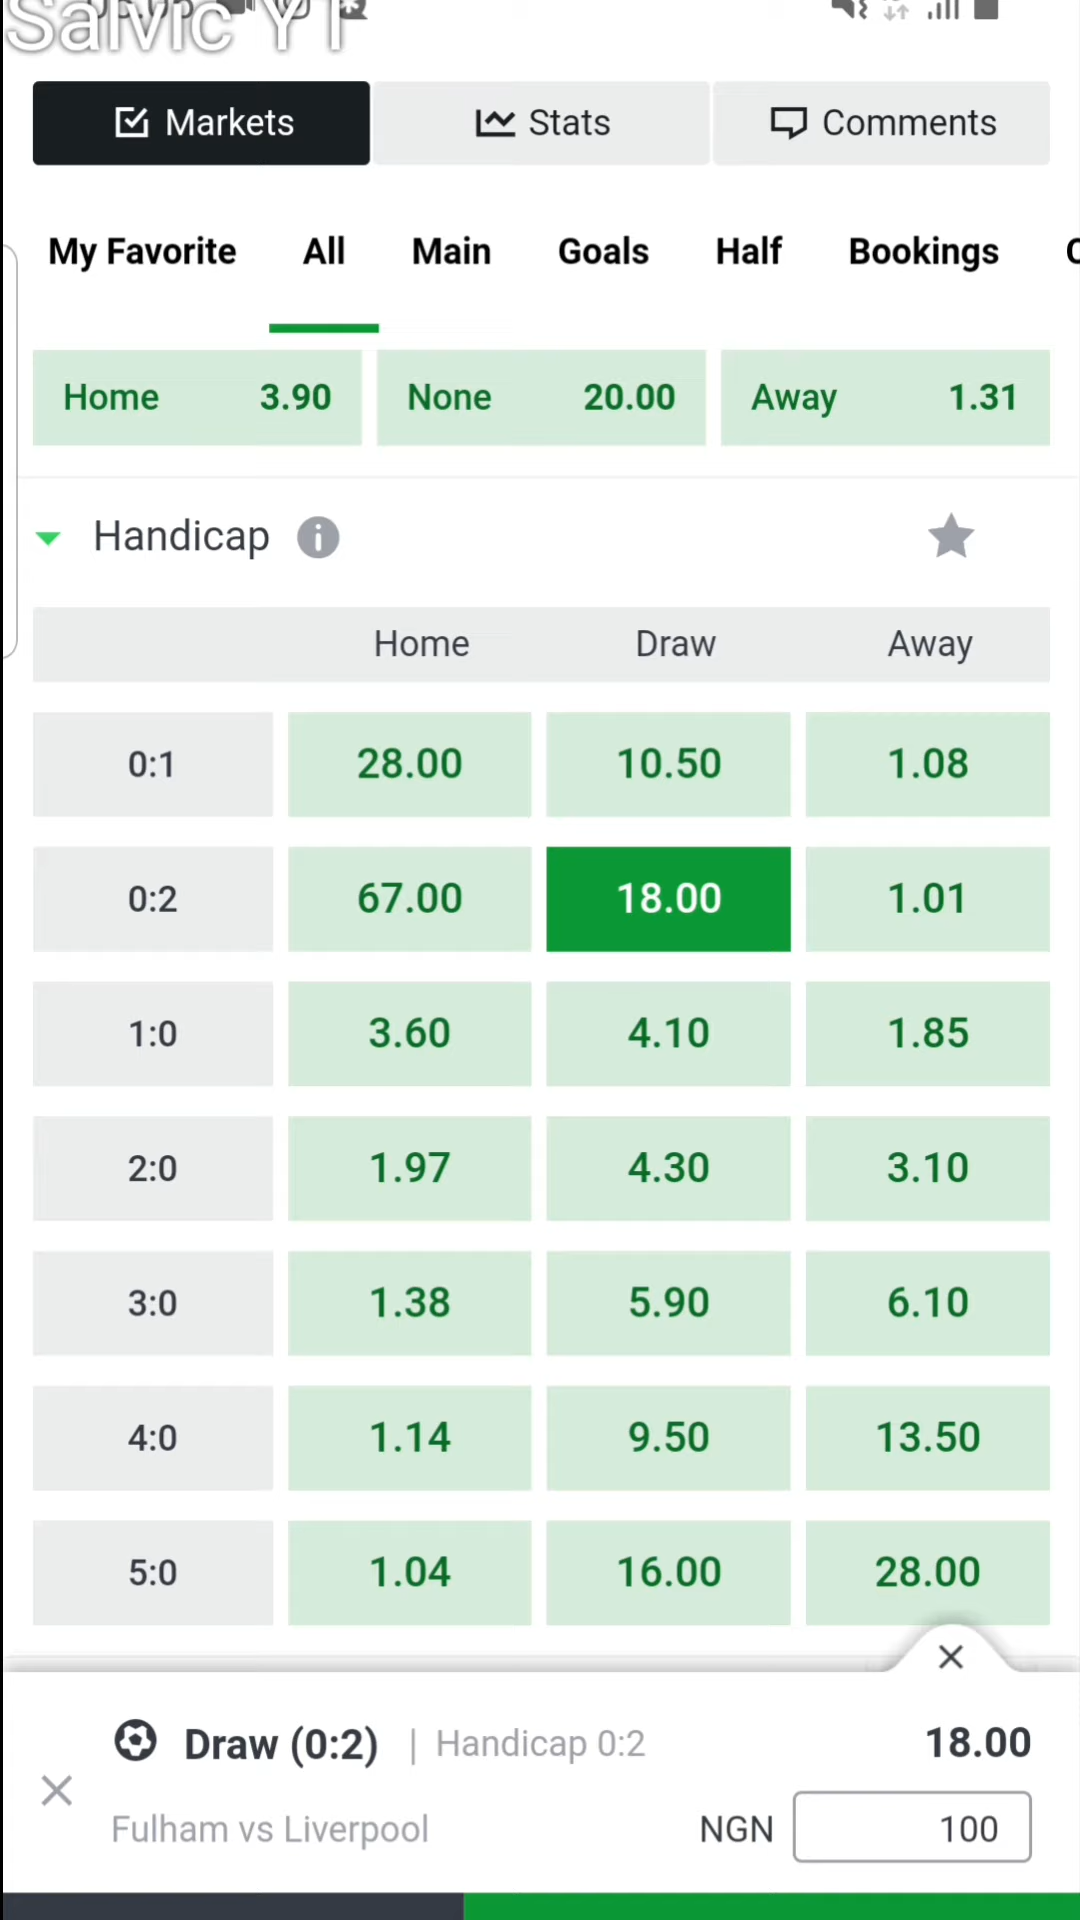 Salvic YT
Markets Stats Comments
My Favorite All Main Goals Half Bookings
Home 3.90 None 20.00 Away 1.31
Handicap
Home Draw Away
0:1 28.00 10.50 1.08
0:2 67.00 18.00 1.01
1:0 3.60 4.10 1.85
2:0 1.97 4.30 3.10
3:0 1.38 5.90 6.10
4:0 1.14 9.50 13.50
5:0 1.04 16.00 28.00
Draw (0:2) | Handicap 0:2 18.00
Fulham vs Liverpool NGN 100